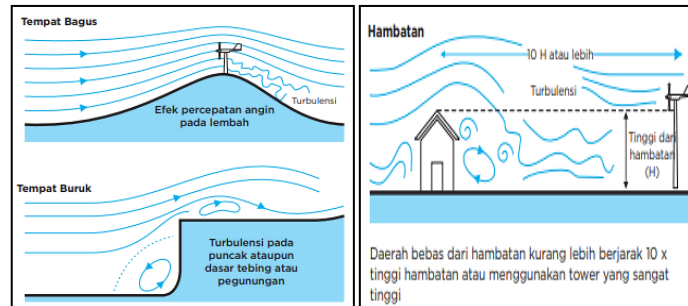 Tempat Bagus
Turbulensi
Efek percepatan angin
pada lembah
Tempat Buruk
Turbulensi pada
puncak ataupun
dasar tebing atau
pegunungan
Hambatan
10 H atau lebih
Turbulensi
Tinggi dari
hambatan
(H)
Daerah bebas dari hambatan kurang lebih berjarak 10 x
tinggi hambatan atau menggunakan tower yang sangat
tinggi